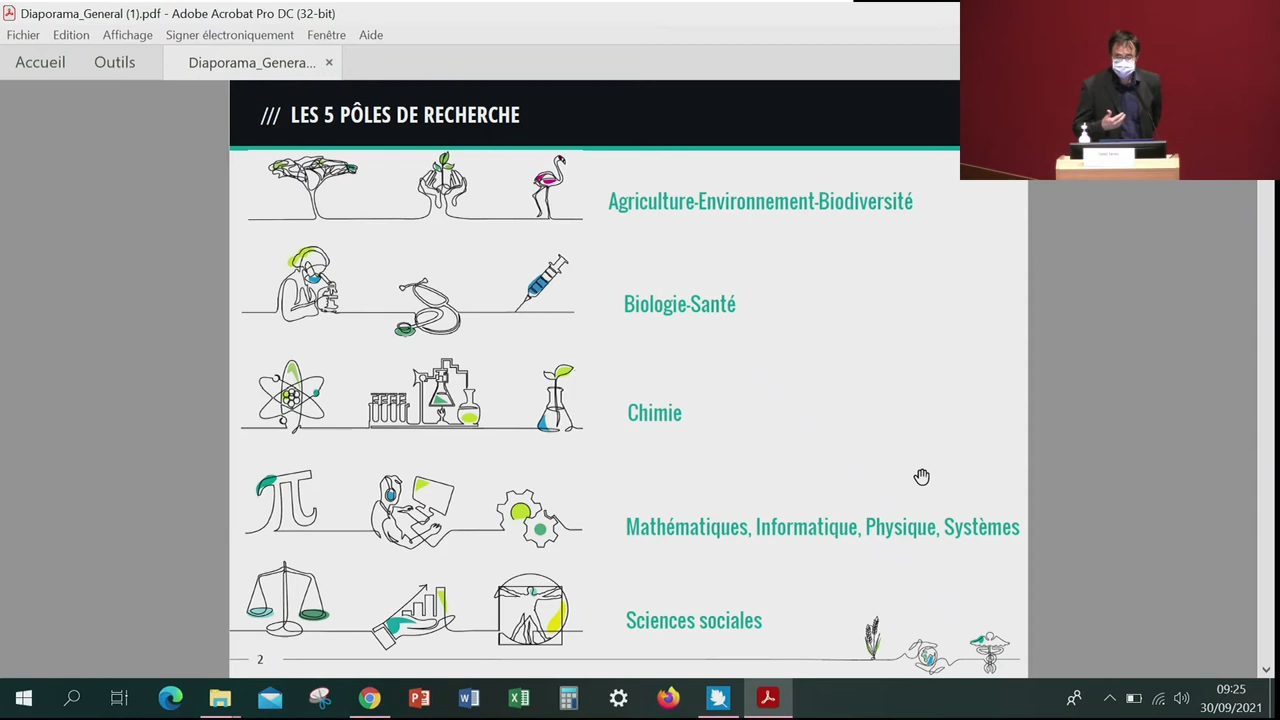 Diaporama_General (1).pdf - Adobe Acrobat Pro DC (32-bit)
Fichier Edition Affichage Signer électroniquement Fenêtre Aide
Accueil Outils Diaporama_Genera... ×
/// LES 5 PÔLES DE RECHERCHE
Agriculture-Environnement-Biodiversité
Biologie-Santé
Chimie
π
Mathématiques, Informatique, Physique, Systèmes
Sciences sociales
2
09:25
30/09/2021